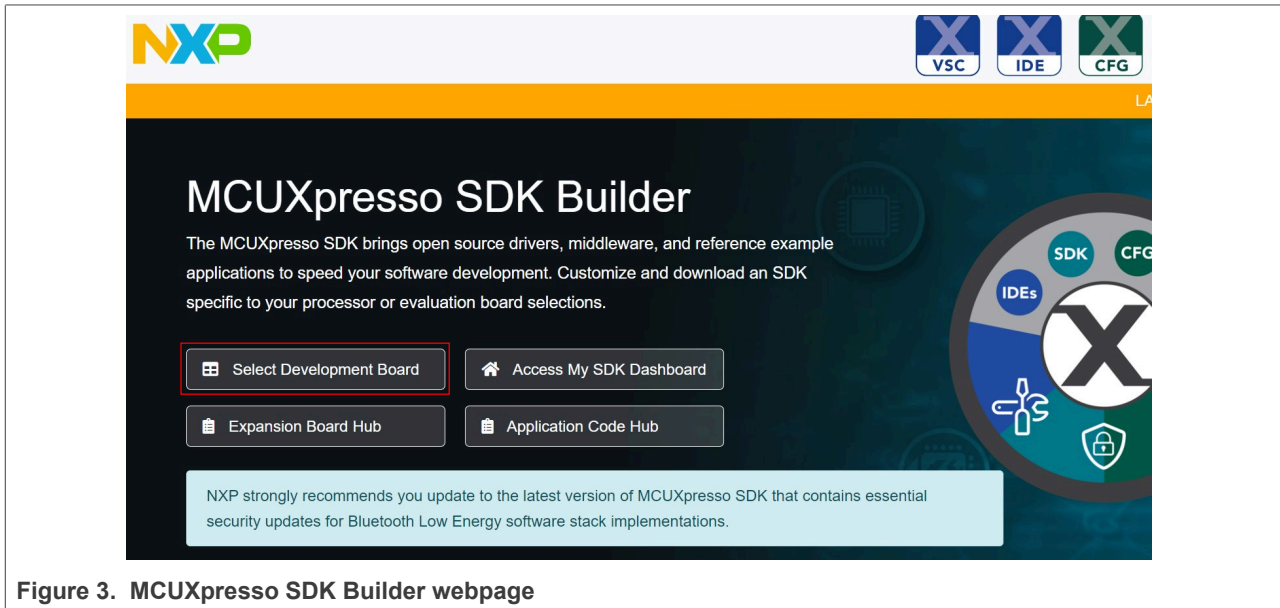 NXP
VSC
IDE
CFG
LA
MCUXpresso SDK Builder
The MCUXpresso SDK brings open source drivers, middleware, and reference example
applications to speed your software development. Customize and download an SDK
specific to your processor or evaluation board selections.
SDK
CFG
IDEs
X
Select Development Board
Access My SDK Dashboard
Expansion Board Hub
Application Code Hub
NXP strongly recommends you update to the latest version of MCUXpresso SDK that contains essential
security updates for Bluetooth Low Energy software stack implementations.
Figure 3. MCUXpresso SDK Builder webpage